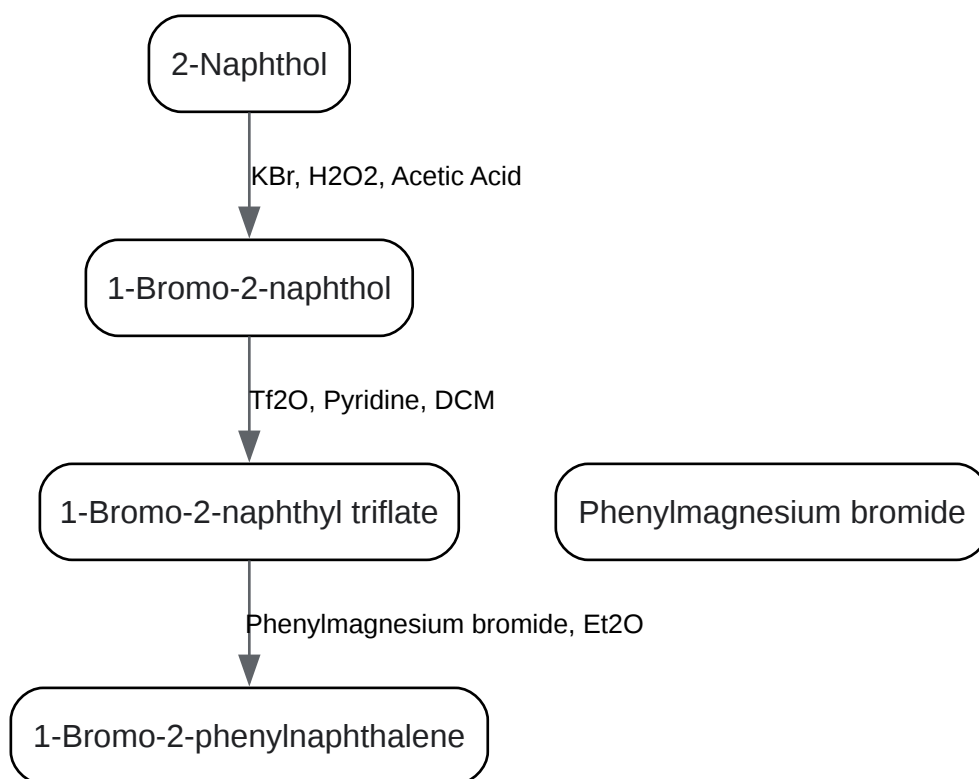 2-Naphthol
KBr, H2O2, Acetic Acid
1-Bromo-2-naphthol
Tf2O, Pyridine, DCM
1-Bromo-2-naphthyl triflate
Phenylmagnesium bromide
Phenylmagnesium bromide, Et2O
1-Bromo-2-phenylnaphthalene